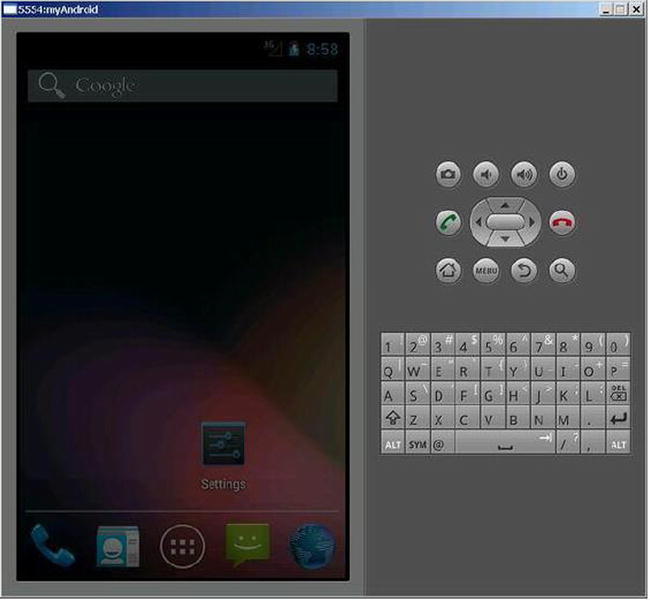 5554:myAndroid
3G 8:58
Google
Settings
MENU
1 ! 2 @ 3 # 4 $ 5 % 6 ^ 7 & 8 * 9 ( 0 )
Q W E R T { Y } U I O + P =
A S \ D F [ G ] H < J > K ; L : DEL
Z X C V B N M .
ALT SYM @ / ? , ALT